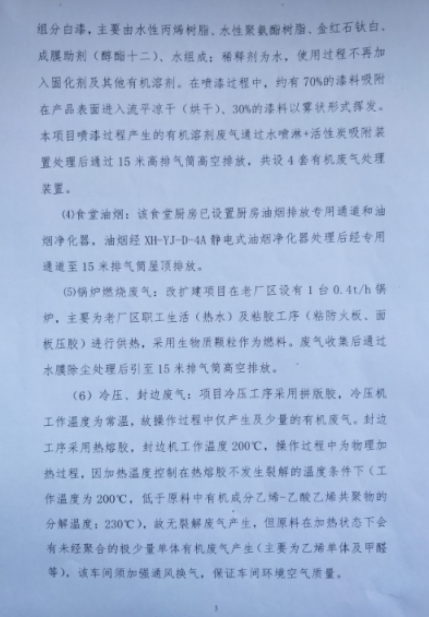 组分白漆，主要由水性丙烯树脂、水性聚氨酯树脂、金红石钛白、
成膜助剂（醇酯十二）、水组成；稀释剂为水，使用过程不再加
入固化剂及其他有机溶剂。在喷漆过程中，约有 70%的漆料吸附
在产品表面进入流平凉干（烘干）、30%的漆料以雾状形式挥发。
本项目喷漆过程产生的有机溶剂废气通过水喷淋+活性炭吸附装
置处理后通过 15 米高排气筒高空排放，共设 4 套有机废气处理
装置。
⑷食堂油烟：该食堂厨房已设置厨房油烟排放专用通道和油
烟净化器，油烟经 XH-YJ-D-4A 静电式油烟净化器处理后经专用
通道至 15 米排气筒屋顶排放。
⑸锅炉燃烧废气：改扩建项目在老厂区设有 1 台 0.4t/h 锅
炉，主要为老厂区职工生活（热水）及粘胶工序（粘防火板、面
板压胶）进行供热，采用生物质颗粒作为燃料。废气收集后通过
水膜除尘处理后引至 15 米排气筒高空排放。
（6）冷压、封边废气：项目冷压工序采用拼版胶，冷压机
工作温度为常温，故操作过程中仅产生及少量的有机废气。封边
工序采用热熔胶，封边机工作温度 200℃，操作过程中为物理加
热过程，因加热温度控制在热熔胶不发生裂解的温度条件下（工
作温度为 200℃，低于原料中有机成分乙烯-乙酸乙烯共聚物的
分解温度：230℃），故无裂解废气产生，但原料在加热状态下会
有未经聚合的极少量单体有机废气产生（主要为乙烯单体及甲醛
等），该车间须加强通风换气，保证车间环境空气质量。